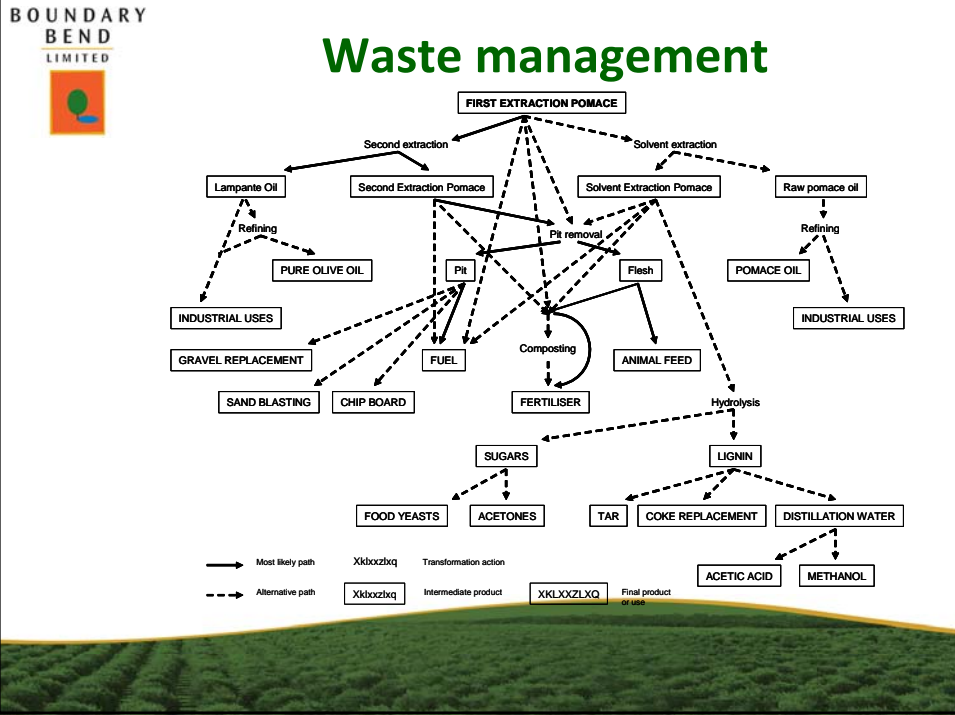 BOUNDARY
BEND
LIMITED
Waste management
FIRST EXTRACTION POMACE
Second extraction
Solvent extraction
Lampante Oil
Second Extraction Pomace
Solvent Extraction Pomace
Raw pomace oil
Refining
Pit removal
Refining
PURE OLIVE OIL
Pit
Flesh
POMACE OIL
INDUSTRIAL USES
INDUSTRIAL USES
GRAVEL REPLACEMENT
FUEL
Composting
ANIMAL FEED
SAND BLASTING
CHIP BOARD
FERTILISER
Hydrolysis
SUGARS
LIGNIN
FOOD YEASTS
ACETONES
TAR
COKE REPLACEMENT
DISTILLATION WATER
ACETIC ACID
METHANOL
Most likely path
Xklxxzlxq
Transformation action
Alternative path
Xklxxzlxq
Intermediate product
XKLXXZLXQ
Final product
or use